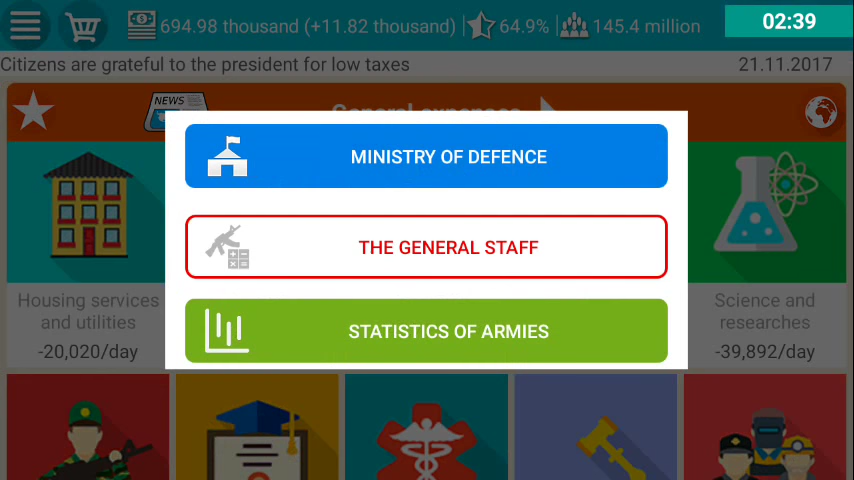 694.98 thousand (+11.82 thousand) 64.9% 145.4 million 02:39
Citizens are grateful to the president for low taxes 21.11.2017
NEWS General expenses
MINISTRY OF DEFENCE
THE GENERAL STAFF
STATISTICS OF ARMIES
Housing services
and utilities
-20,020/day
Science and
researches
-39,892/day